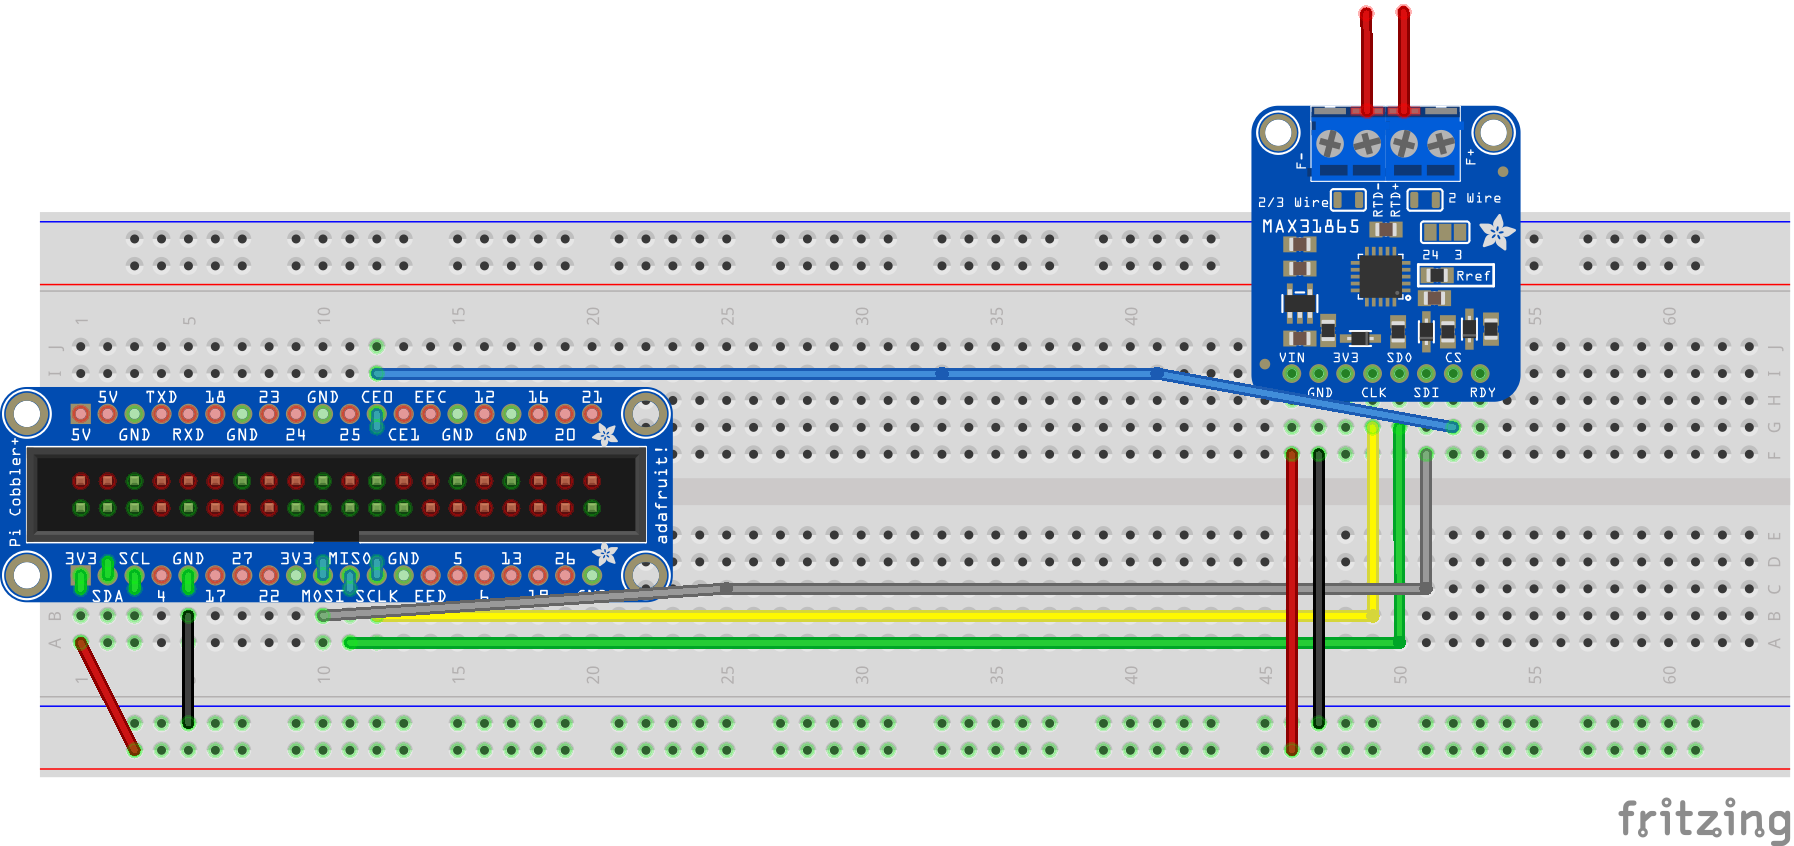 F-
F+
RTD-
RTD+
2/3 Wire
2 Wire
MAX31865
24 3
Rref
VIN 3V3 SDO CS
GND CLK SDI RDY
1 5 10 15 20 25 30 35 40 55 60
J J
I I
H
G
F
5V TXD 18 23 GND CE0 EEC 12 16 21
5V GND RXD GND 24 25 CE1 GND GND 20
Pi Cobbler+
adafruit!
3V3 SCL GND 27 3V3 MISO GND 5 13 26
SDA 4 17 22 MOSI SCLK EED 6 19
E
D
C
B B
A A
1 10 15 20 25 30 35 40 45 50 55 60
fritzing